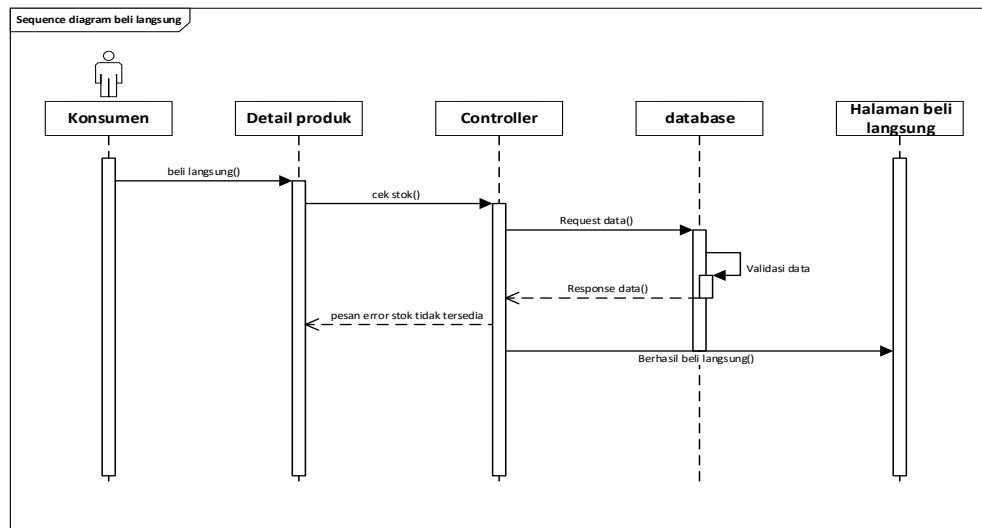 Sequence diagram beli langsung
Konsumen
Detail produk
Controller
database
Halaman beli
langsung
beli langsung()
cek stok()
Request data()
Validasi data
Response data()
pesan error stok tidak tersedia
Berhasil beli langsung()